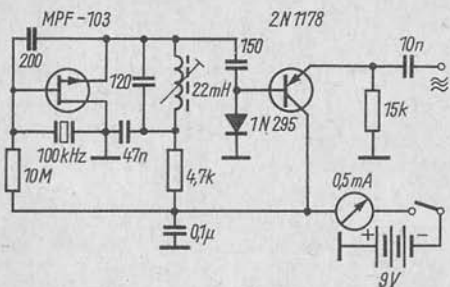 MPF-103
2N1178
200
120
22mH
150
10n
1N295
15k
100kHz
47n
10M
4,7k
0,5mA
0,1μ
+ −
9V